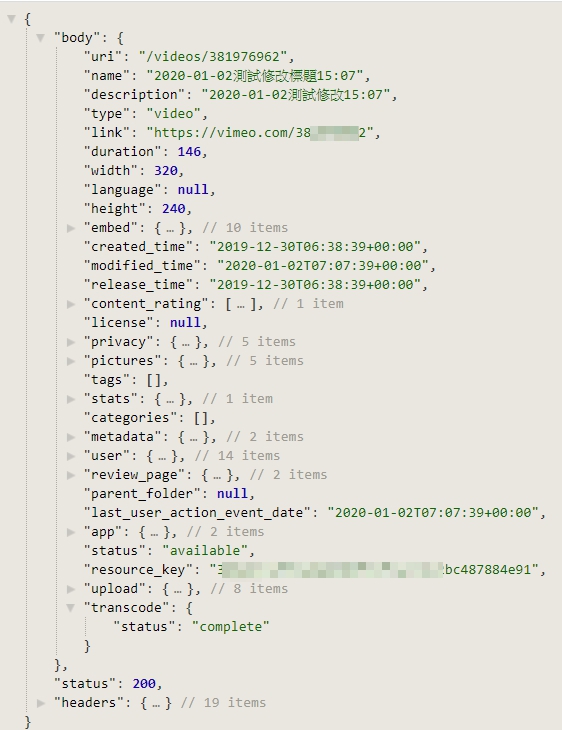 {
"body": {
"uri": "/videos/381976962",
"name": "2020-01-02測試修改標題15:07",
"description": "2020-01-02測試修改15:07",
"type": "video",
"link": "https://vimeo.com/38 2",
"duration": 146,
"width": 320,
"language": null,
"height": 240,
"embed": { … }, // 10 items
"created_time": "2019-12-30T06:38:39+00:00",
"modified_time": "2020-01-02T07:07:39+00:00",
"release_time": "2019-12-30T06:38:39+00:00",
"content_rating": [ … ], // 1 item
"license": null,
"privacy": { … }, // 5 items
"pictures": { … }, // 5 items
"tags": [],
"stats": { … }, // 1 item
"categories": [],
"metadata": { … }, // 2 items
"user": { … }, // 14 items
"review_page": { … }, // 2 items
"parent_folder": null,
"last_user_action_event_date": "2020-01-02T07:07:39+00:00",
"app": { … }, // 2 items
"status": "available",
"resource_key": "3 bc487884e91",
"upload": { … }, // 8 items
"transcode": {
"status": "complete"
}
},
"status": 200,
"headers": { … } // 19 items
}